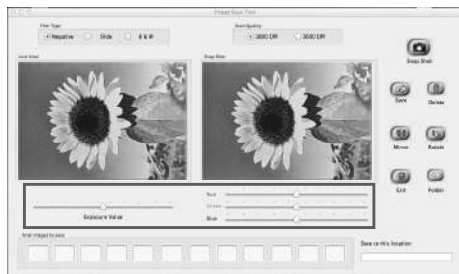 Image Scan Tool
Film Type
Negative Slide B & W
Scan Quality
1800 DPI 3600 DPI
Live View
Snap View
Snap Shot
Save Delete
Mirror Rotate
Exit Folder
Exposure Value
Red
Green
Blue
Save to this location